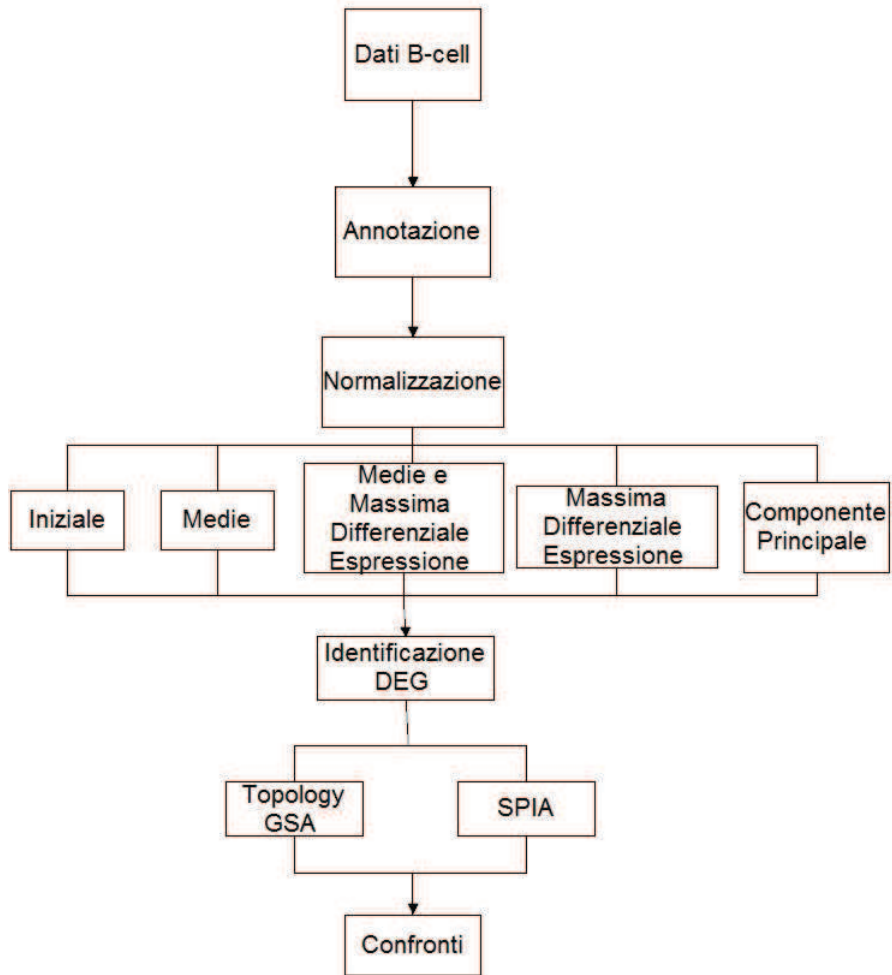 Dati B-cell
Annotazione
Normalizzazione
Iniziale
Medie
Medie e
Massima
Differenziale
Espressione
Massima
Differenziale
Espressione
Componente
Principale
Identificazione
DEG
Topology
GSA
SPIA
Confronti